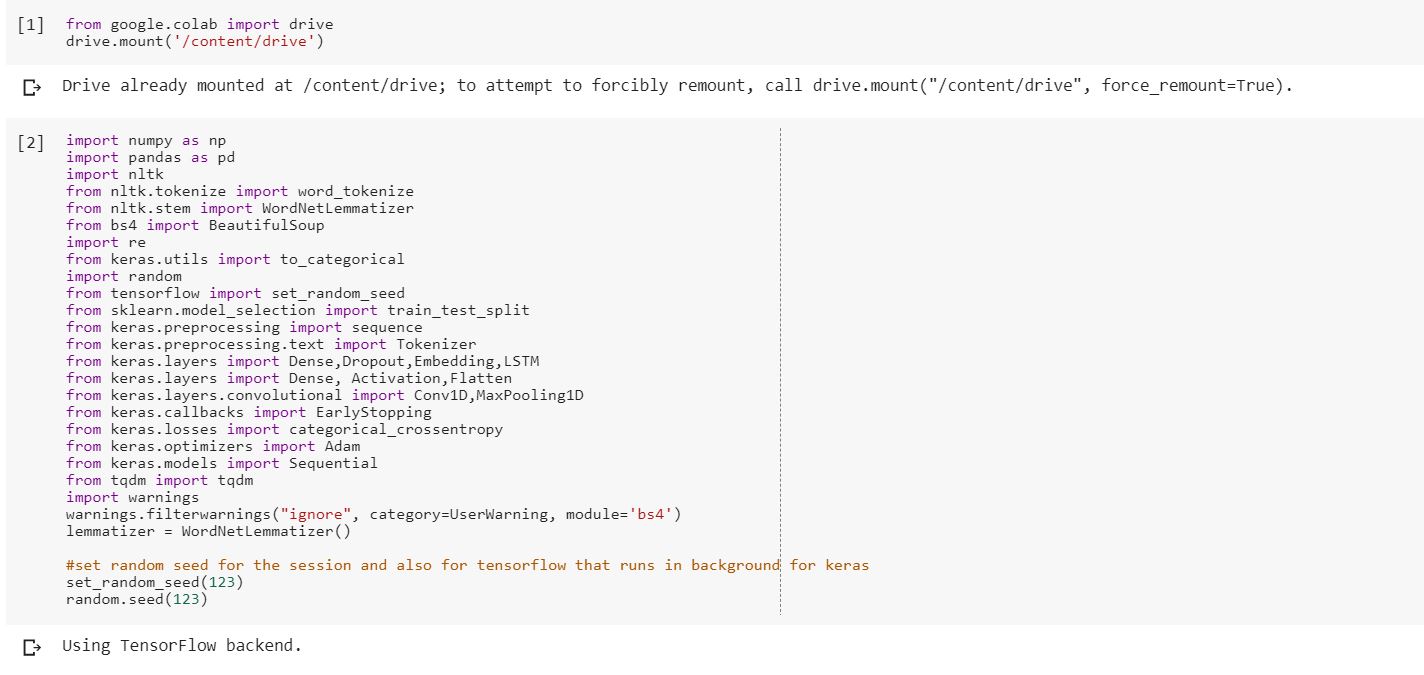 [1] from google.colab import drive
drive.mount('/content/drive')
Drive already mounted at /content/drive; to attempt to forcibly remount, call drive.mount("/content/drive", force_remount=True).
[2] import numpy as np
import pandas as pd
import nltk
from nltk.tokenize import word_tokenize
from nltk.stem import WordNetLemmatizer
from bs4 import BeautifulSoup
import re
from keras.utils import to_categorical
import random
from tensorflow import set_random_seed
from sklearn.model_selection import train_test_split
from keras.preprocessing import sequence
from keras.preprocessing.text import Tokenizer
from keras.layers import Dense,Dropout,Embedding,LSTM
from keras.layers import Dense, Activation,Flatten
from keras.layers.convolutional import Conv1D,MaxPooling1D
from keras.callbacks import EarlyStopping
from keras.losses import categorical_crossentropy
from keras.optimizers import Adam
from keras.models import Sequential
from tqdm import tqdm
import warnings
warnings.filterwarnings("ignore", category=UserWarning, module='bs4')
lemmatizer = WordNetLemmatizer()
#set random seed for the session and also for tensorflow that runs in background for keras
set_random_seed(123)
random.seed(123)
Using TensorFlow backend.